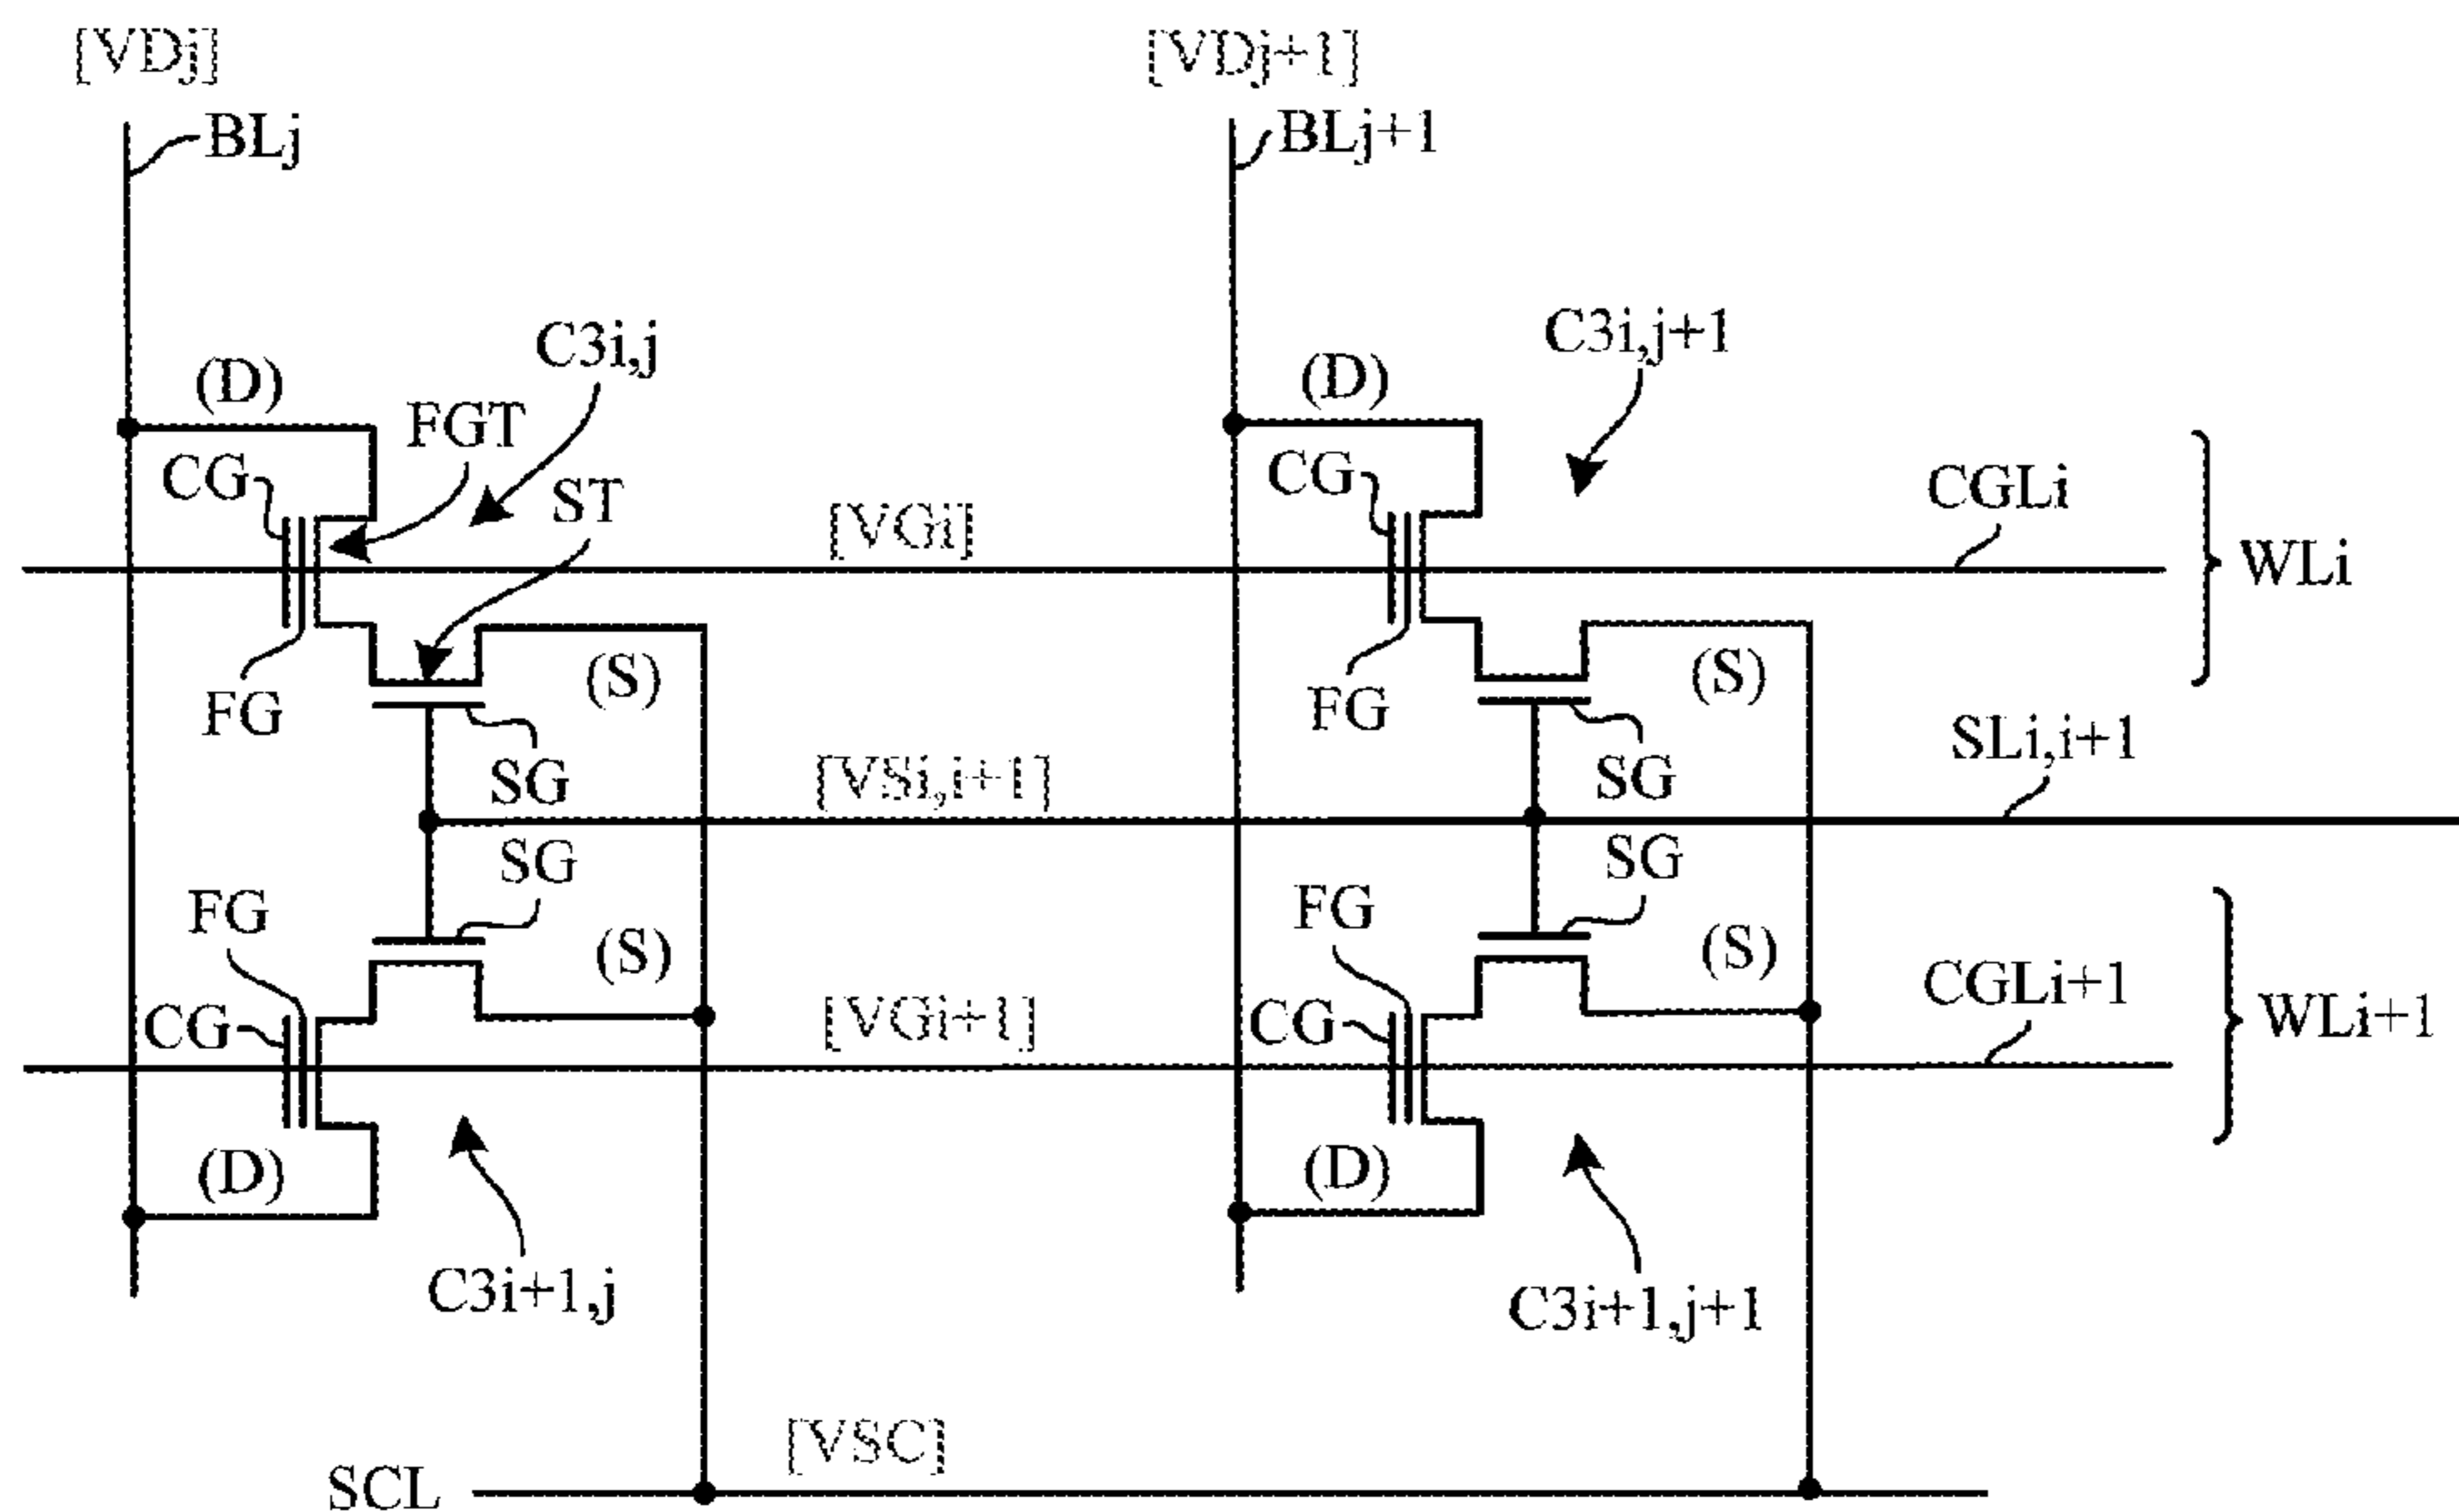 [VDj]
[VDj+1]
BLj
BLj+1
C3i,j
C3i,j+1
(D)
(D)
FGT
CG
CG
ST
CGLi
[VGi]
WLi
(S)
(S)
FG
FG
SG
SG
SLi,i+1
[VSi,i+1]
SG
SG
FG
FG
(S)
(S)
CGLi+1
CG
CG
[VGi+1]
WLi+1
(D)
(D)
C3i+1,j
C3i+1,j+1
[VSC]
SCL